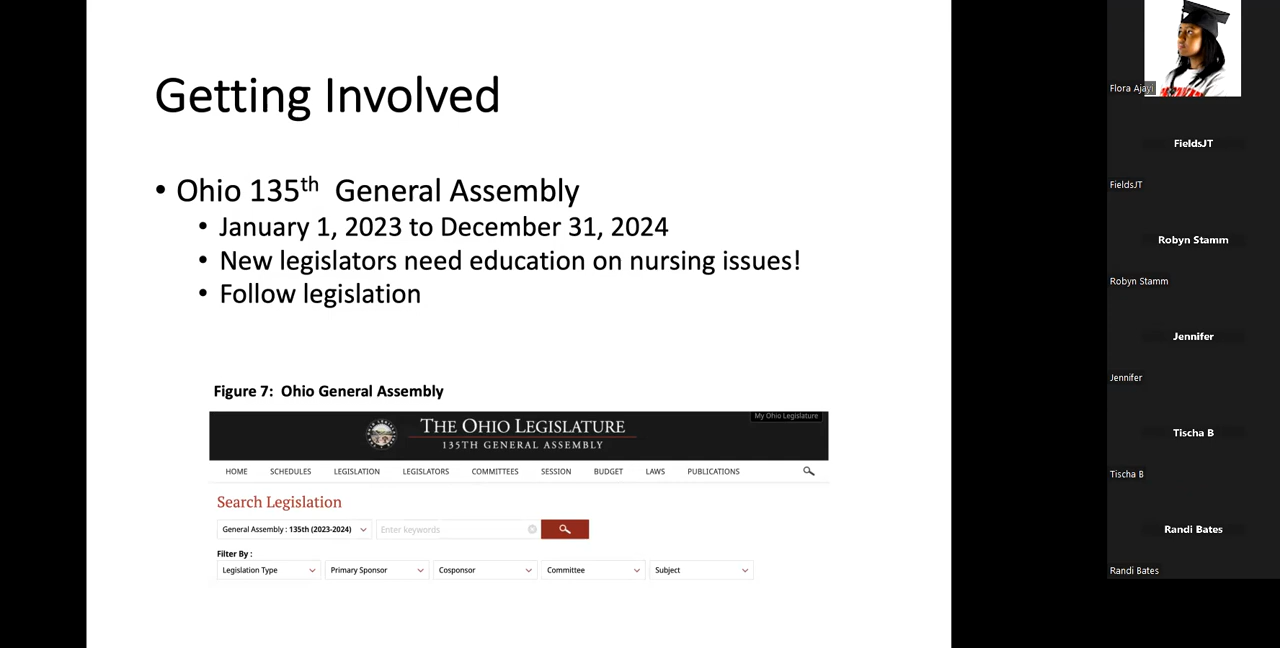 Getting Involved
• Ohio 135th General Assembly
• January 1, 2023 to December 31, 2024
• New legislators need education on nursing issues!
• Follow legislation
Figure 7: Ohio General Assembly
My Ohio Legislature
THE OHIO LEGISLATURE
135TH GENERAL ASSEMBLY
HOME SCHEDULES LEGISLATION LEGISLATORS COMMITTEES SESSION BUDGET LAWS PUBLICATIONS
Search Legislation
General Assembly : 135th (2023-2024) Enter keywords
Filter By :
Legislation Type Primary Sponsor Cosponsor Committee Subject
Flora Ajayi
FieldsJT
FieldsJT
Robyn Stamm
Robyn Stamm
Jennifer
Jennifer
Tischa B
Tischa B
Randi Bates
Randi Bates